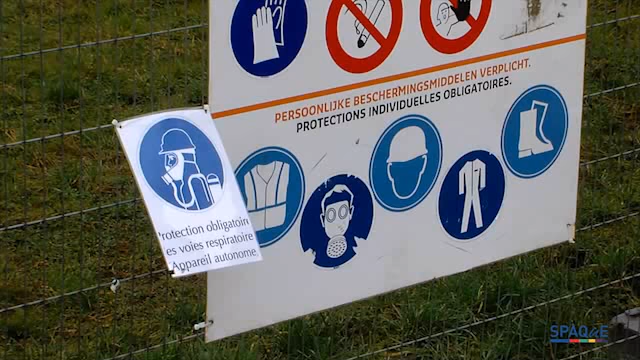 PERSOONLIJKE BESCHERMINGSMIDDELEN VERPLICHT.
PROTECTIONS INDIVIDUELLES OBLIGATOIRES.
Protection obligatoire
es voies respiratoire
Appareil autonome
SPAQuE